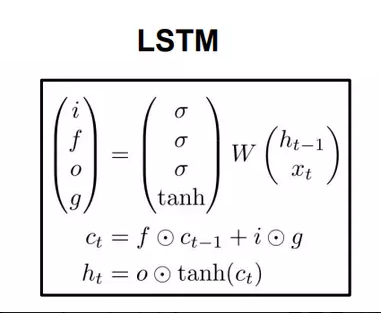 LSTM
i
f
o
g
=
σ
σ
σ
tanh
W
h_{t−1}
x_t
c_t = f ⊙ c_{t−1} + i ⊙ g
h_t = o ⊙ tanh(c_t)